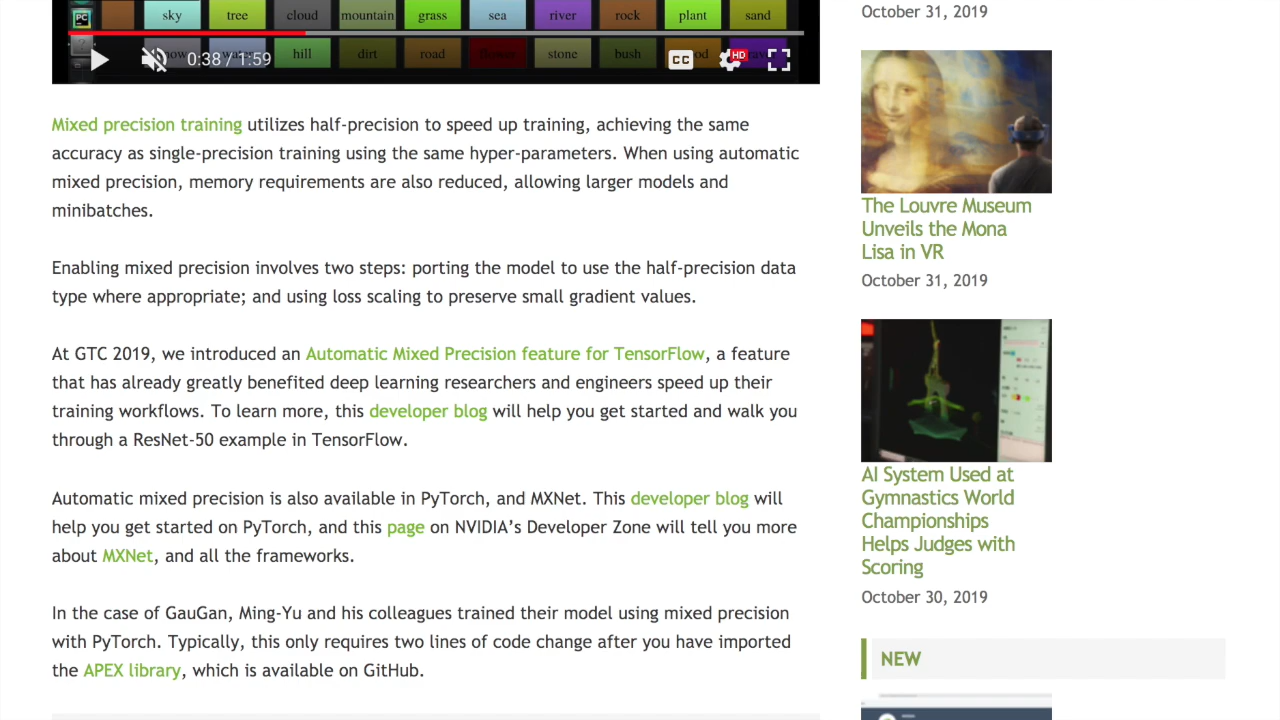 PC
sky
tree
cloud
mountain
grass
sea
river
rock
plant
sand
hill
dirt
road
stone
bush
0:38 / 1:59
CC
HD
Mixed precision training utilizes half-precision to speed up training, achieving the same
accuracy as single-precision training using the same hyper-parameters. When using automatic
mixed precision, memory requirements are also reduced, allowing larger models and
minibatches.
Enabling mixed precision involves two steps: porting the model to use the half-precision data
type where appropriate; and using loss scaling to preserve small gradient values.
At GTC 2019, we introduced an Automatic Mixed Precision feature for TensorFlow, a feature
that has already greatly benefited deep learning researchers and engineers speed up their
training workflows. To learn more, this developer blog will help you get started and walk you
through a ResNet-50 example in TensorFlow.
Automatic mixed precision is also available in PyTorch, and MXNet. This developer blog will
help you get started on PyTorch, and this page on NVIDIA’s Developer Zone will tell you more
about MXNet, and all the frameworks.
In the case of GauGan, Ming-Yu and his colleagues trained their model using mixed precision
with PyTorch. Typically, this only requires two lines of code change after you have imported
the APEX library, which is available on GitHub.
October 31, 2019
The Louvre Museum
Unveils the Mona
Lisa in VR
October 31, 2019
AI System Used at
Gymnastics World
Championships
Helps Judges with
Scoring
October 30, 2019
NEW